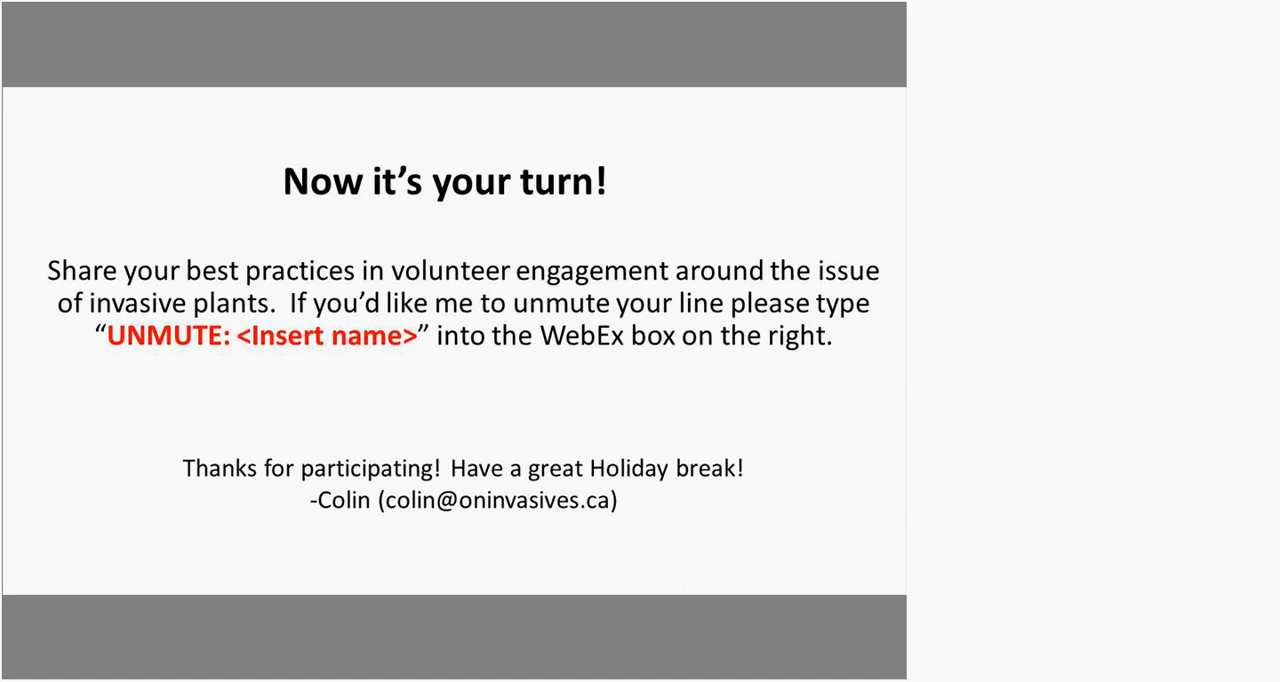 Now it’s your turn!
Share your best practices in volunteer engagement around the issue
of invasive plants.  If you’d like me to unmute your line please type
“UNMUTE: <Insert name>” into the WebEx box on the right.
Thanks for participating!  Have a great Holiday break!
-Colin (colin@oninvasives.ca)